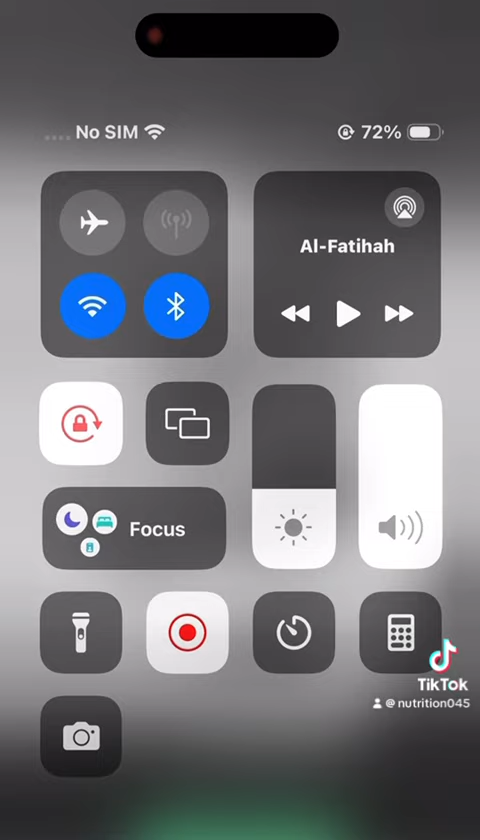 No SIM 72%
Al-Fatihah
Focus
TikTok
@ nutrition045